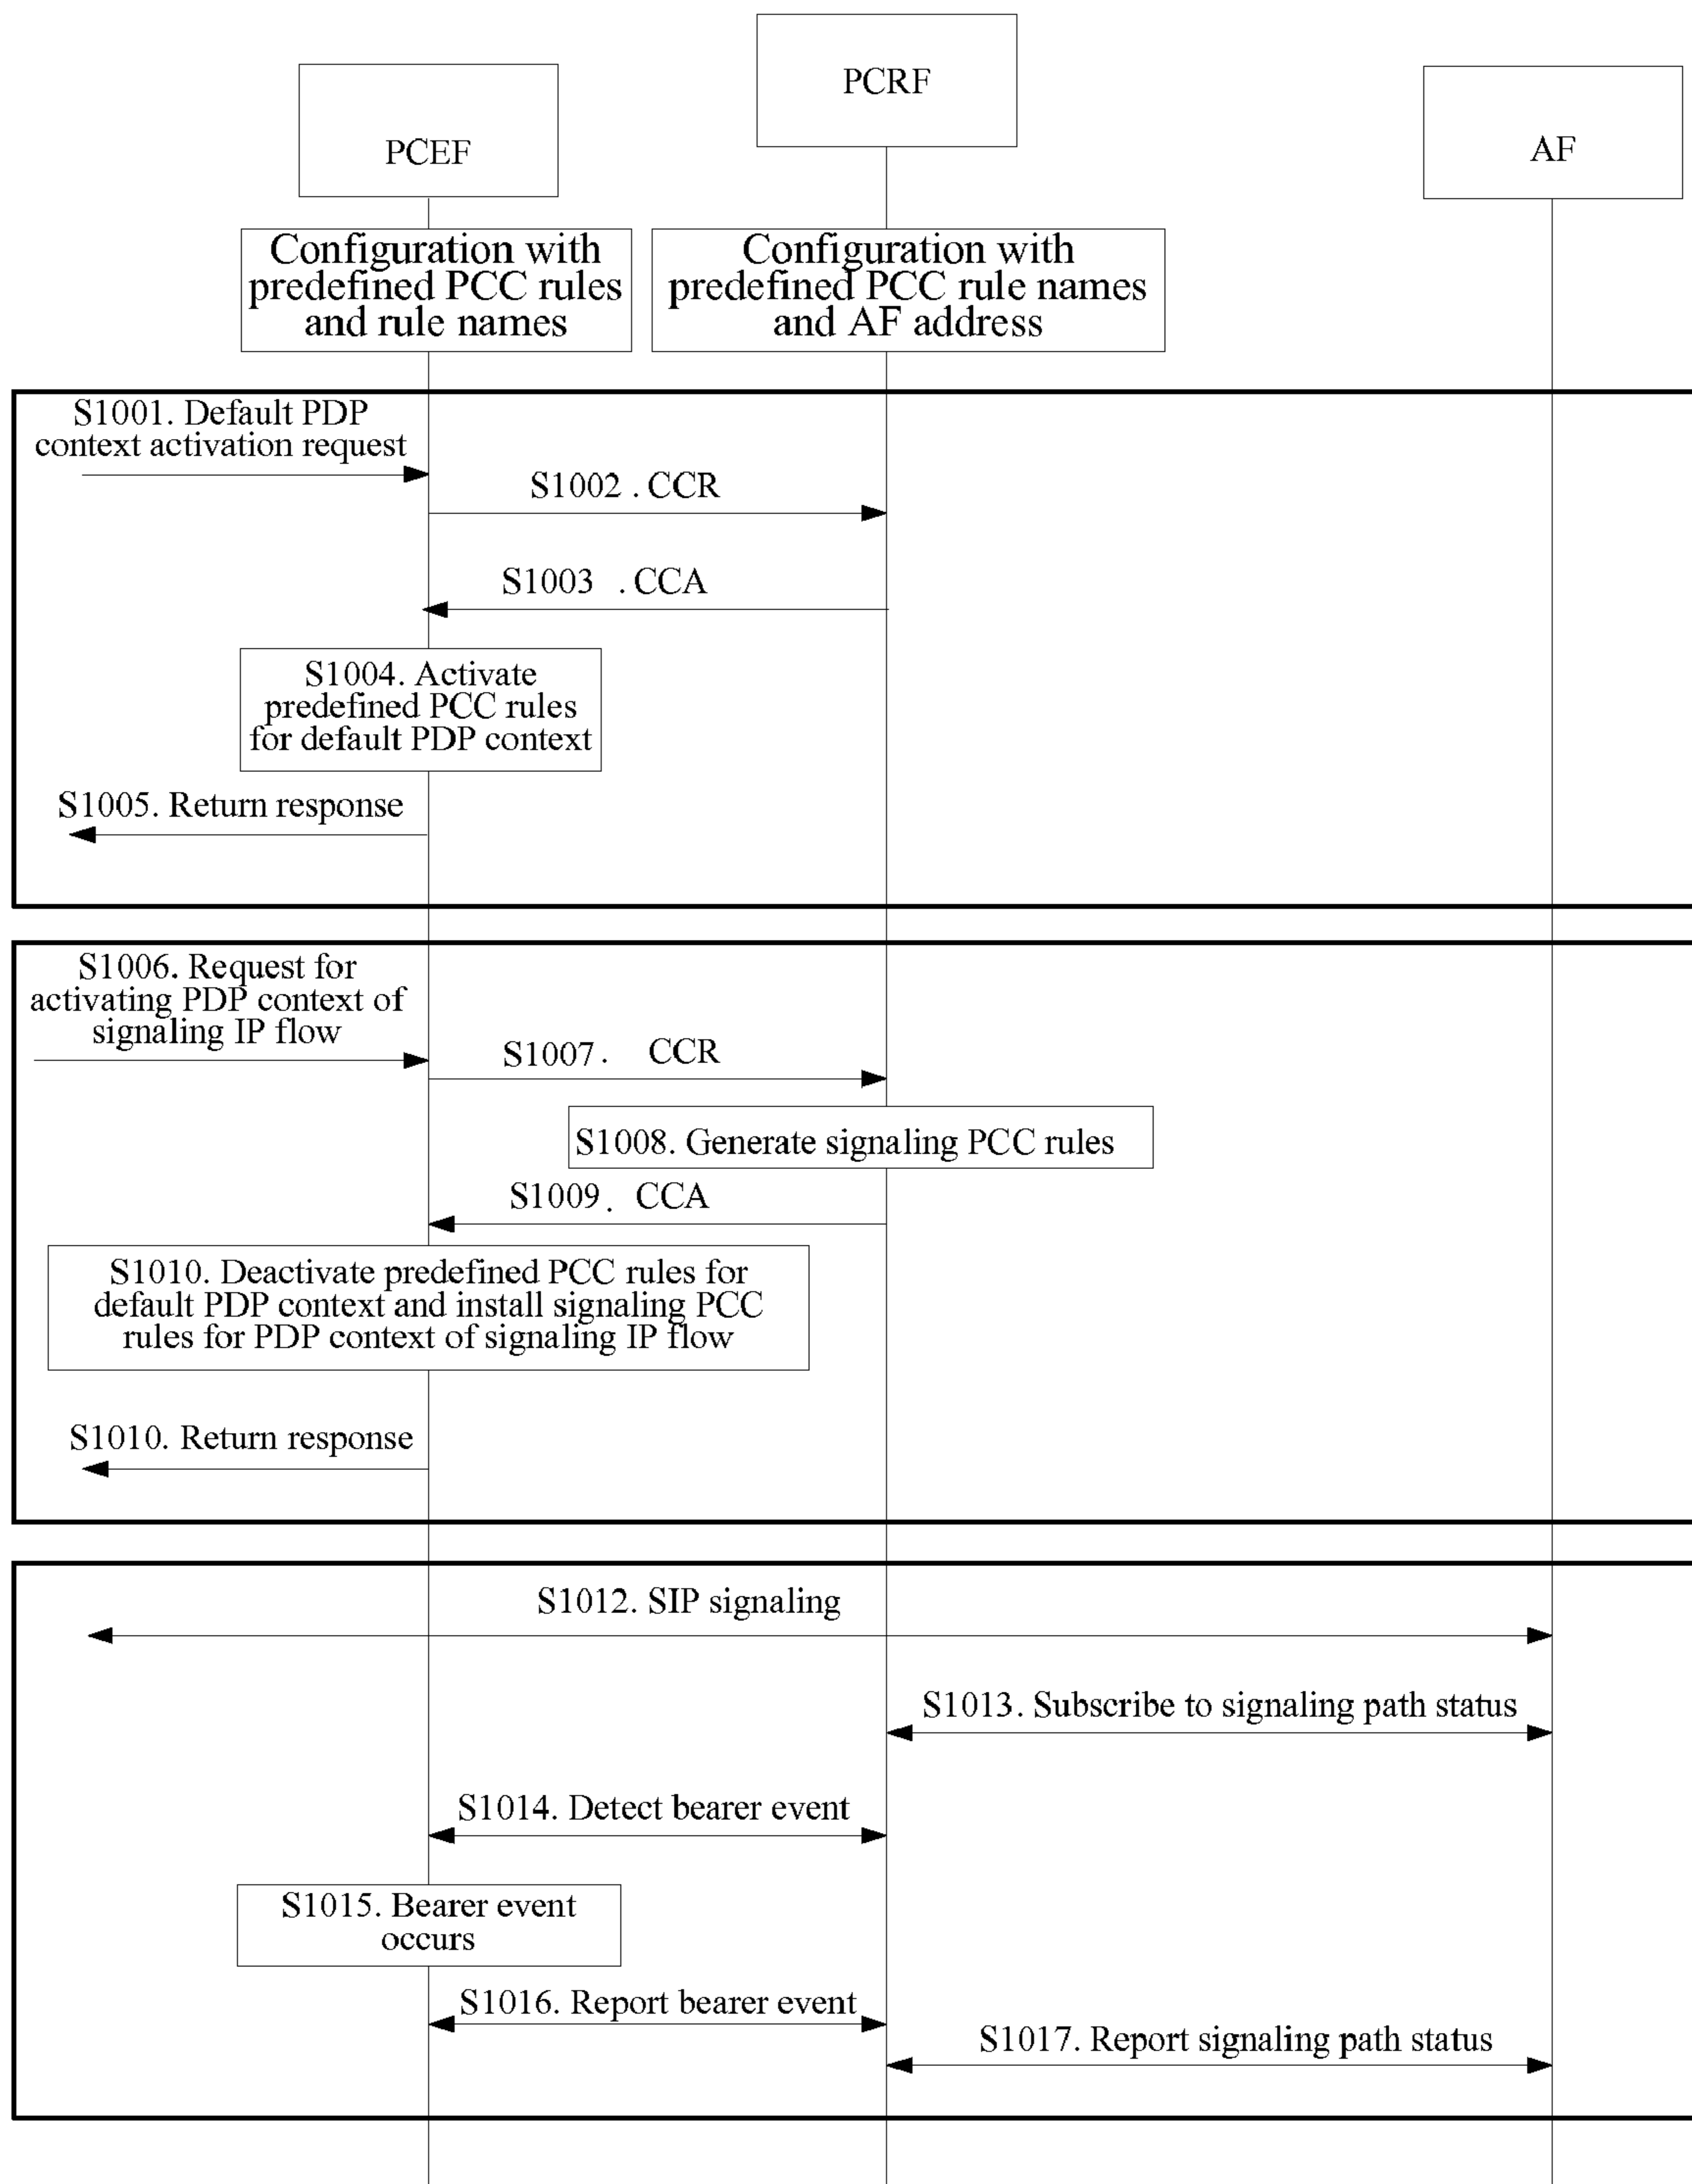 PCRF
PCEF
AF
Configuration with
predefined PCC rules
and rule names
Configuration with
predefined PCC rule names
and AF address
S1001. Default PDP
context activation request
S1002 . CCR
S1003 . CCA
S1004. Activate
predefined PCC rules
for default PDP context
S1005. Return response
S1006. Request for
activating PDP context of
signaling IP flow
S1007. CCR
S1008. Generate signaling PCC rules
S1009. CCA
S1010. Deactivate predefined PCC rules for
default PDP context and install signaling PCC
rules for PDP context of signaling IP flow
S1010. Return response
S1012. SIP signaling
S1013. Subscribe to signaling path status
S1014. Detect bearer event
S1015. Bearer event
occurs
S1016. Report bearer event
S1017. Report signaling path status